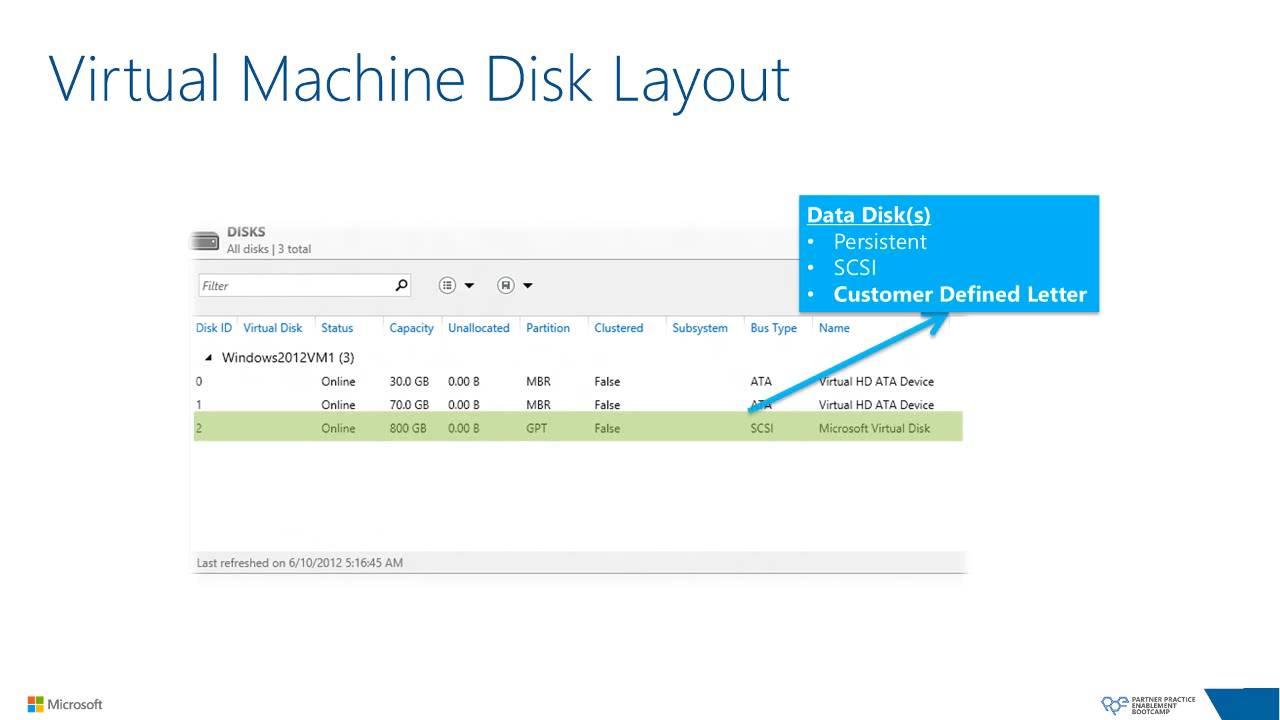 Virtual Machine Disk Layout
Data Disk(s)
• Persistent
• SCSI
• Customer Defined Letter
DISKS
All disks | 3 total
Filter
Disk ID Virtual Disk Status Capacity Unallocated Partition Clustered Subsystem Bus Type Name
Windows2012VM1 (3)
0 Online 30.0 GB 0.00 B MBR False ATA Virtual HD ATA Device
1 Online 70.0 GB 0.00 B MBR False ATA Virtual HD ATA Device
2 Online 800 GB 0.00 B GPT False SCSI Microsoft Virtual Disk
Last refreshed on 6/10/2012 5:16:45 AM
Microsoft
PARTNER PRACTICE
ENABLEMENT
BOOTCAMP